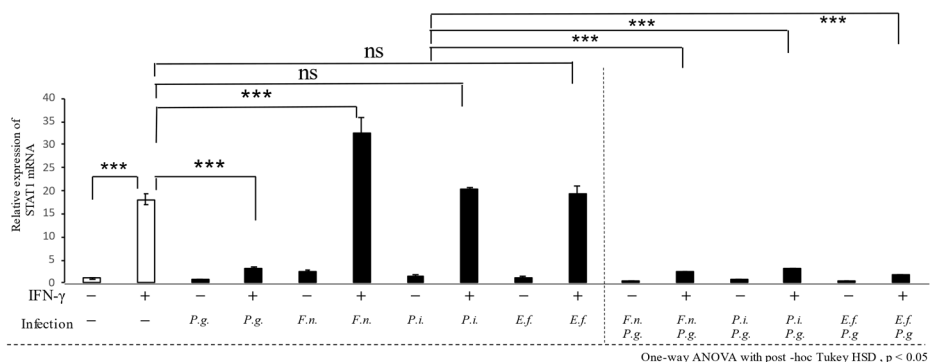 ***
***
ns
***
ns
***
***
***
Relative expression of
STAT1 mRNA
40
35
30
25
20
15
10
5
0
IFN-γ − + − + − + − + − + − + − + − +
Infection − − P.g. P.g. F.n. F.n. P.i. P.i. E.f. E.f. F.n. F.n. P.i. P.i. E.f. E.f.
P.g. P.g. P.g. P.g. P.g P.g
One-way ANOVA with post -hoc Tukey HSD , p < 0.05